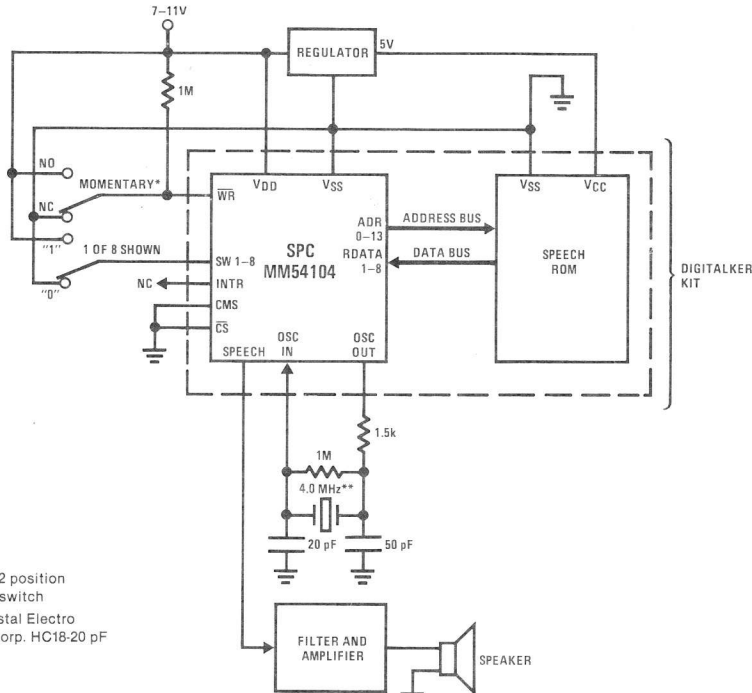 7–11V
REGULATOR
5V
1M
NO
MOMENTARY*
NC
"1"
1 OF 8 SHOWN
"0"
NC
WR
VDD
VSS
SW 1–8
INTR
CMS
CS
SPC
MM54104
ADR
0–13
RDATA
1–8
SPEECH
OSC
IN
OSC
OUT
ADDRESS BUS
DATA BUS
VSS
VCC
SPEECH
ROM
DIGITALKER
KIT
1.5k
1M
4.0 MHz**
20 pF
50 pF
2 position
switch
stal Electro
orp. HC18-20 pF
FILTER AND
AMPLIFIER
SPEAKER